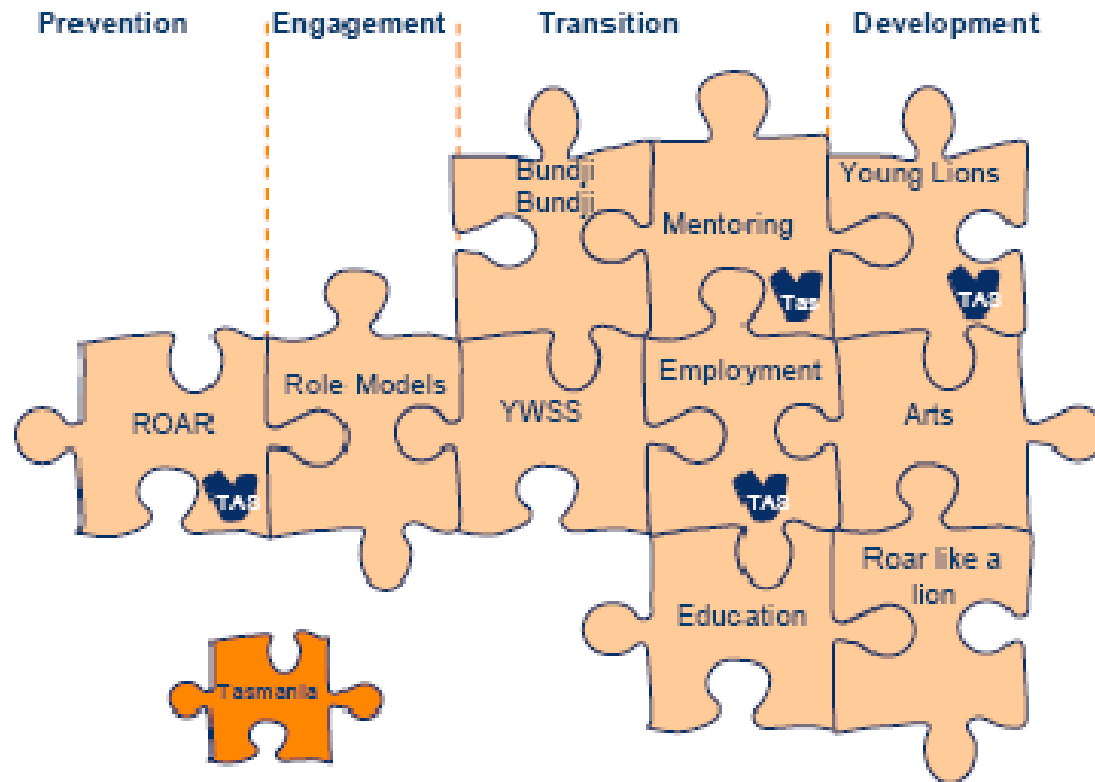 Prevention
Engagement
Transition
Development
Bundji
Bundji
Young Lions
Mentoring
Tas
TAS
Role Models
Employment
YWSS
Arts
ROAR
TAS
TAS
Roar like a
lion
Education
Tasmania